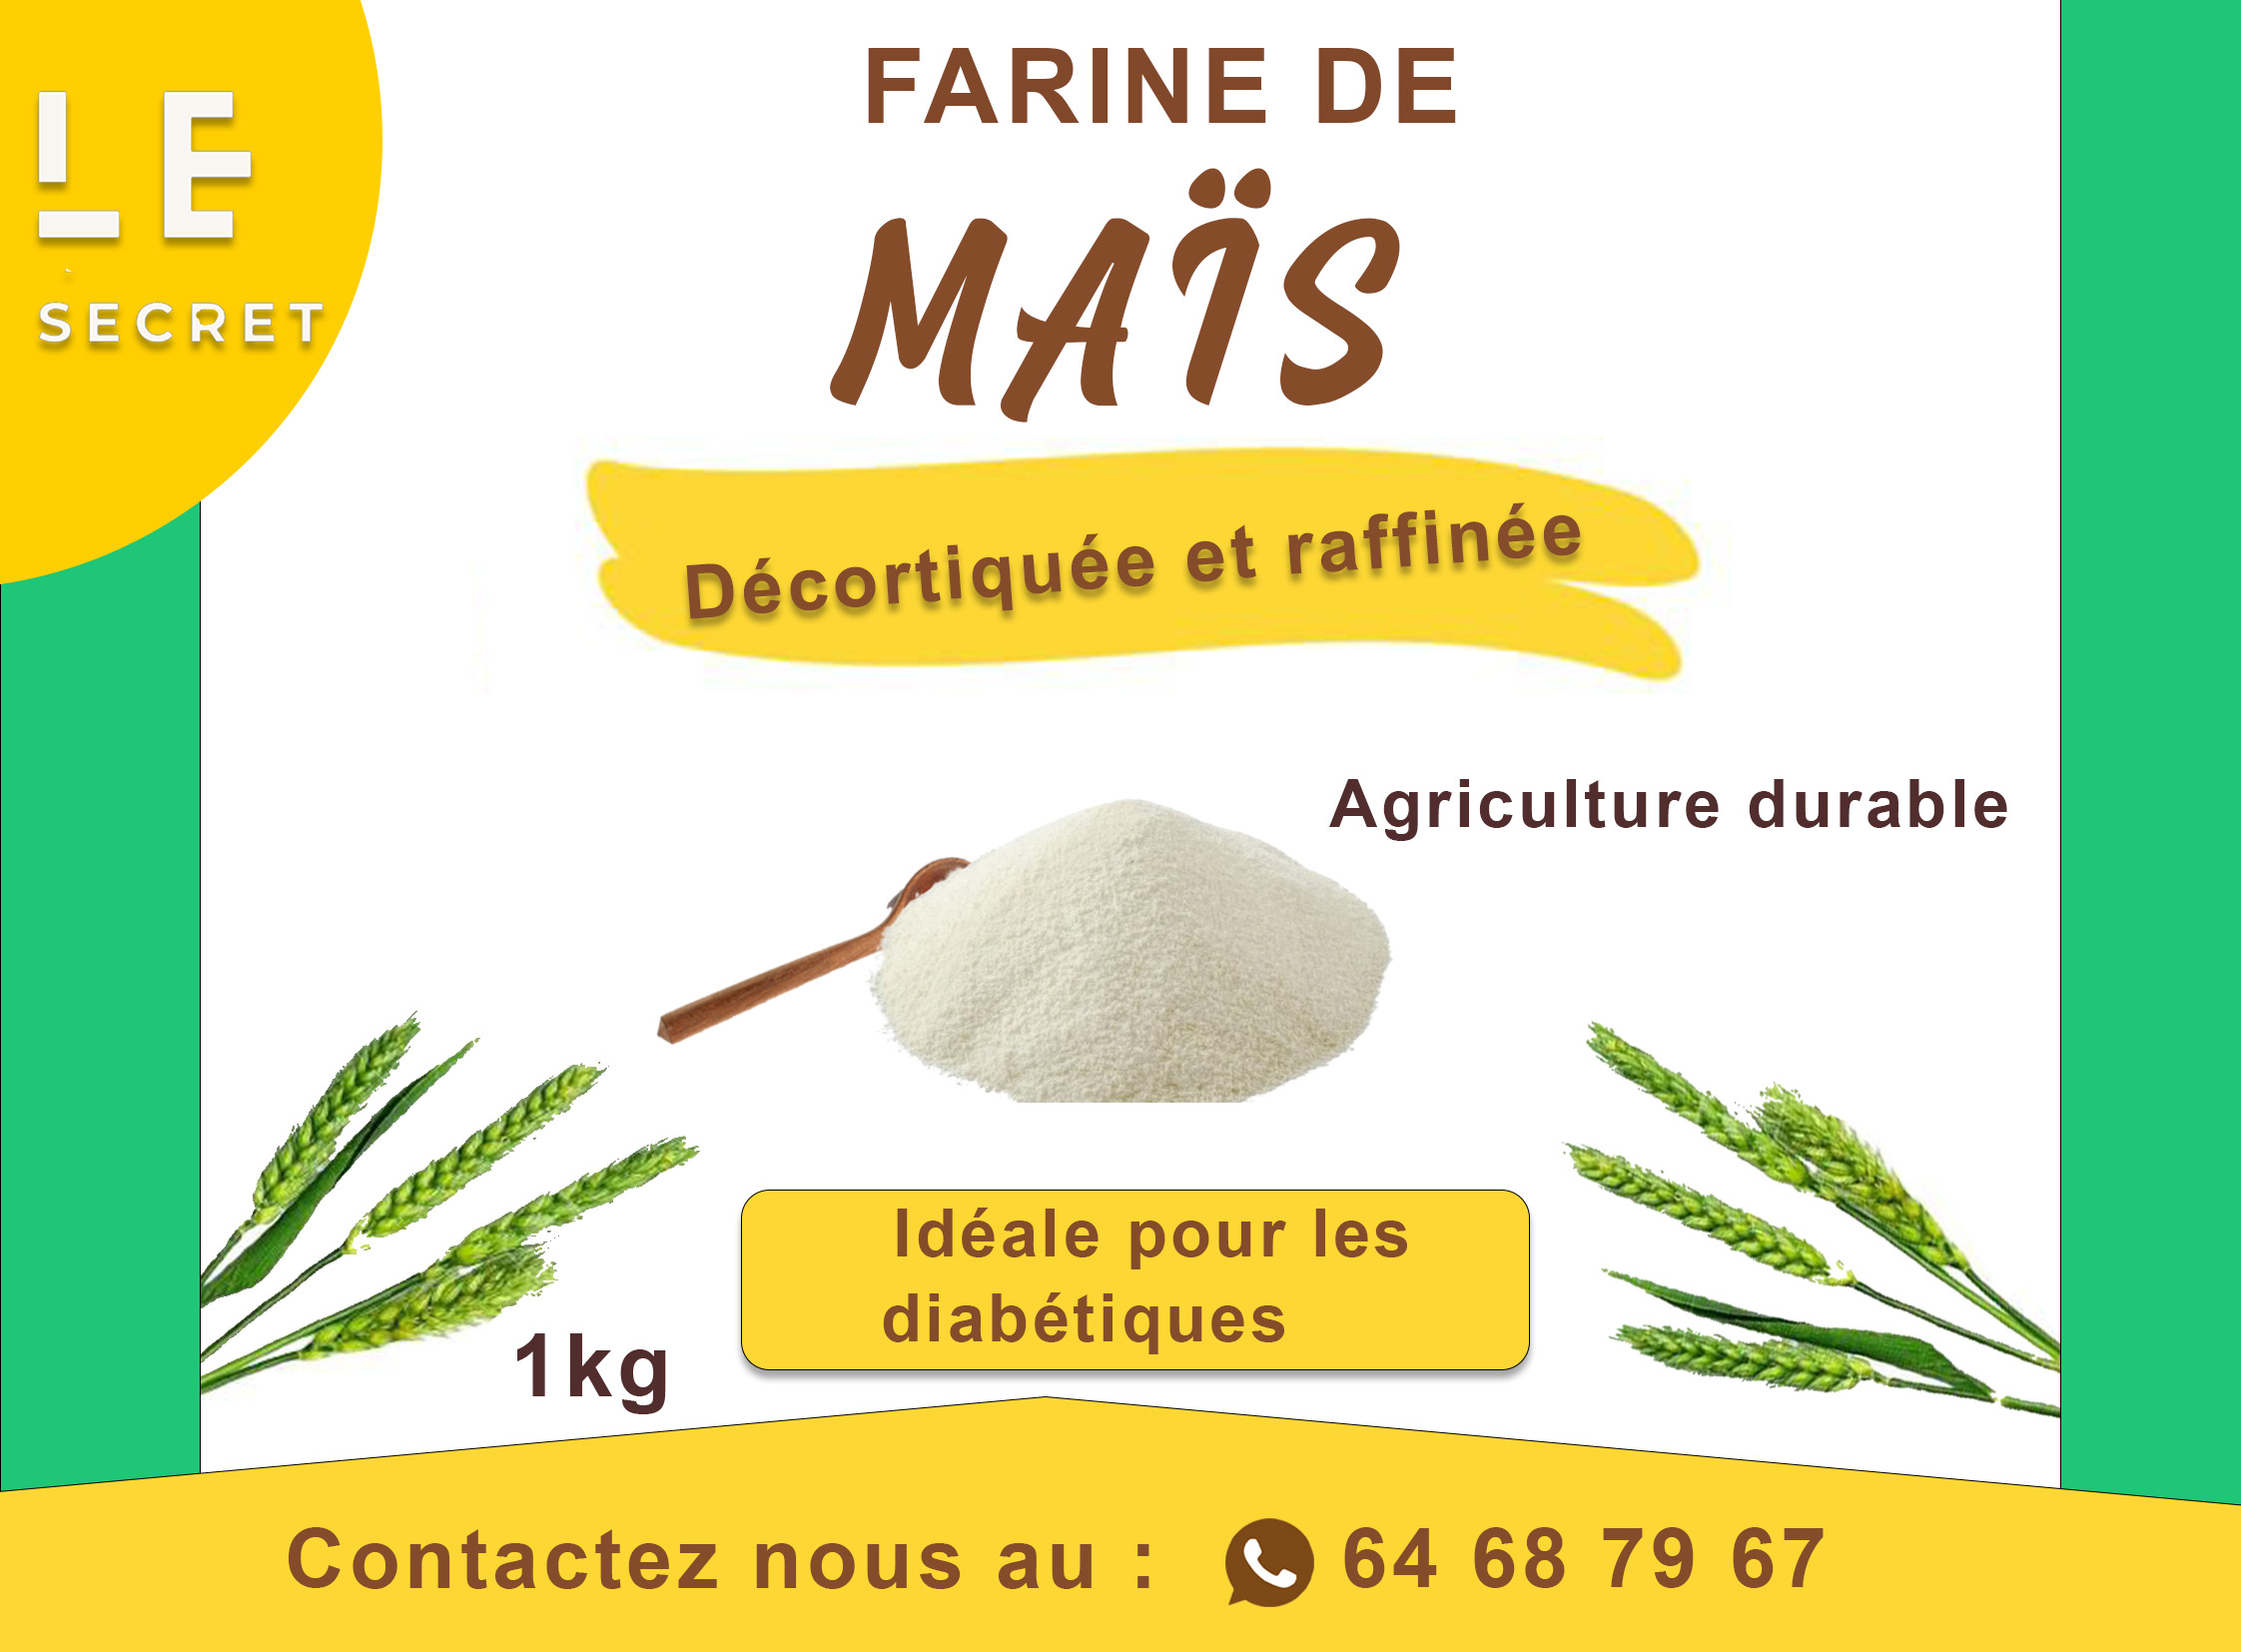 LE
SECRET
FARINE DE
MAÏS
Décortiquée et raffinée
Agriculture durable
Idéale pour les
diabétiques
1kg
Contactez nous au : 64 68 79 67